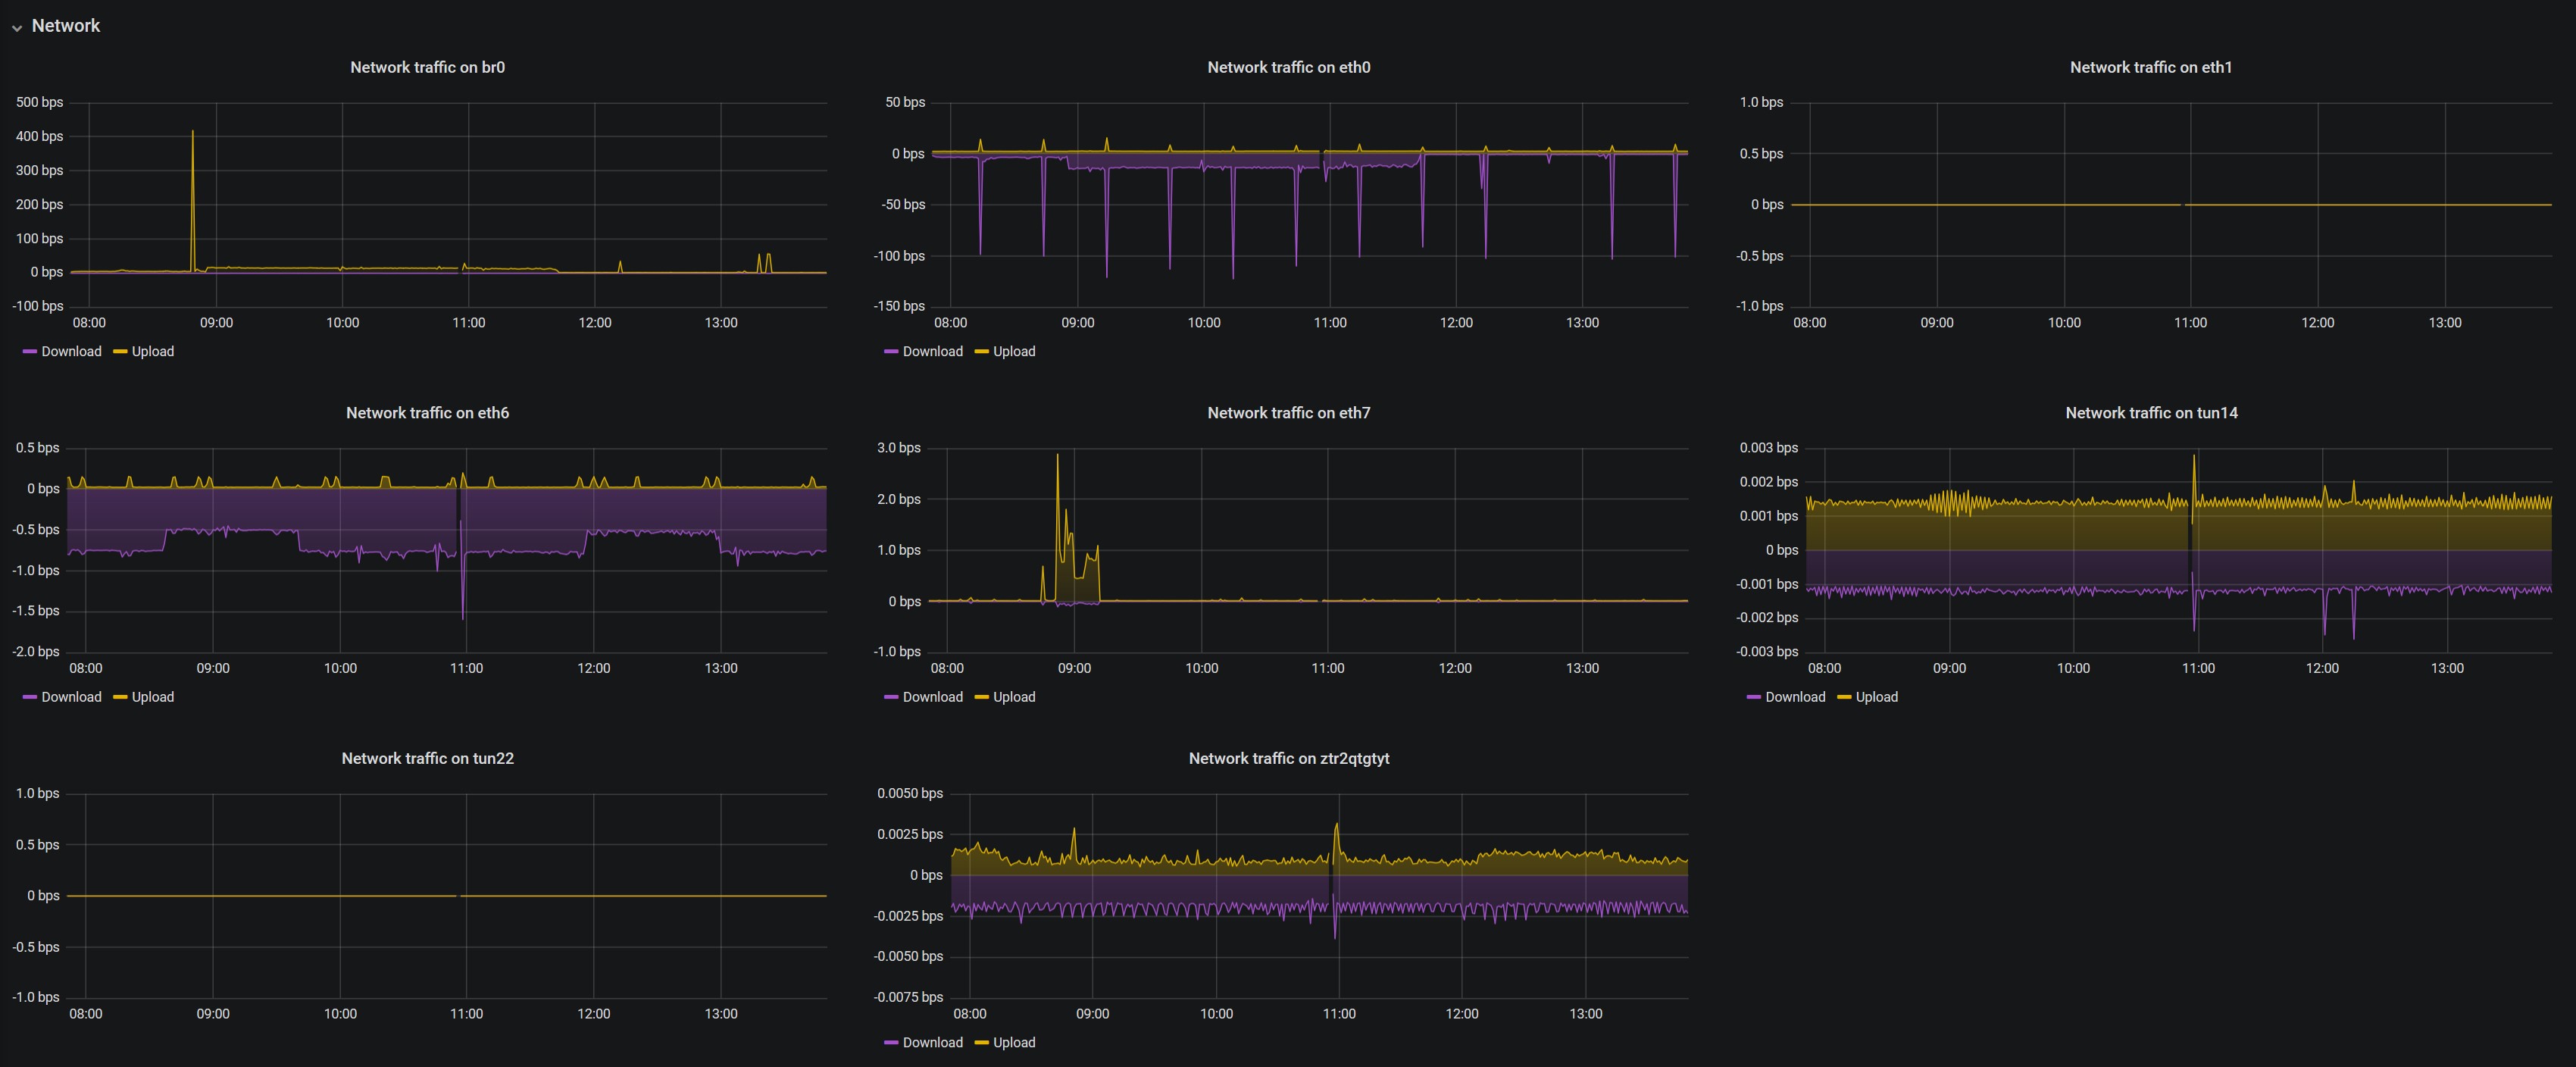 Network
Network traffic on br0
500 bps
400 bps
300 bps
200 bps
100 bps
0 bps
-100 bps
08:00 09:00 10:00 11:00 12:00 13:00
Download Upload
Network traffic on eth0
50 bps
0 bps
-50 bps
-100 bps
-150 bps
08:00 09:00 10:00 11:00 12:00 13:00
Download Upload
Network traffic on eth1
1.0 bps
0.5 bps
0 bps
-0.5 bps
-1.0 bps
08:00 09:00 10:00 11:00 12:00 13:00
Network traffic on eth6
0.5 bps
0 bps
-0.5 bps
-1.0 bps
-1.5 bps
-2.0 bps
08:00 09:00 10:00 11:00 12:00 13:00
Download Upload
Network traffic on eth7
3.0 bps
2.0 bps
1.0 bps
0 bps
-1.0 bps
08:00 09:00 10:00 11:00 12:00 13:00
Download Upload
Network traffic on tun14
0.003 bps
0.002 bps
0.001 bps
0 bps
-0.001 bps
-0.002 bps
-0.003 bps
08:00 09:00 10:00 11:00 12:00 13:00
Download Upload
Network traffic on tun22
1.0 bps
0.5 bps
0 bps
-0.5 bps
-1.0 bps
08:00 09:00 10:00 11:00 12:00 13:00
Network traffic on ztr2qtgtyt
0.0050 bps
0.0025 bps
0 bps
-0.0025 bps
-0.0050 bps
-0.0075 bps
08:00 09:00 10:00 11:00 12:00 13:00
Download Upload